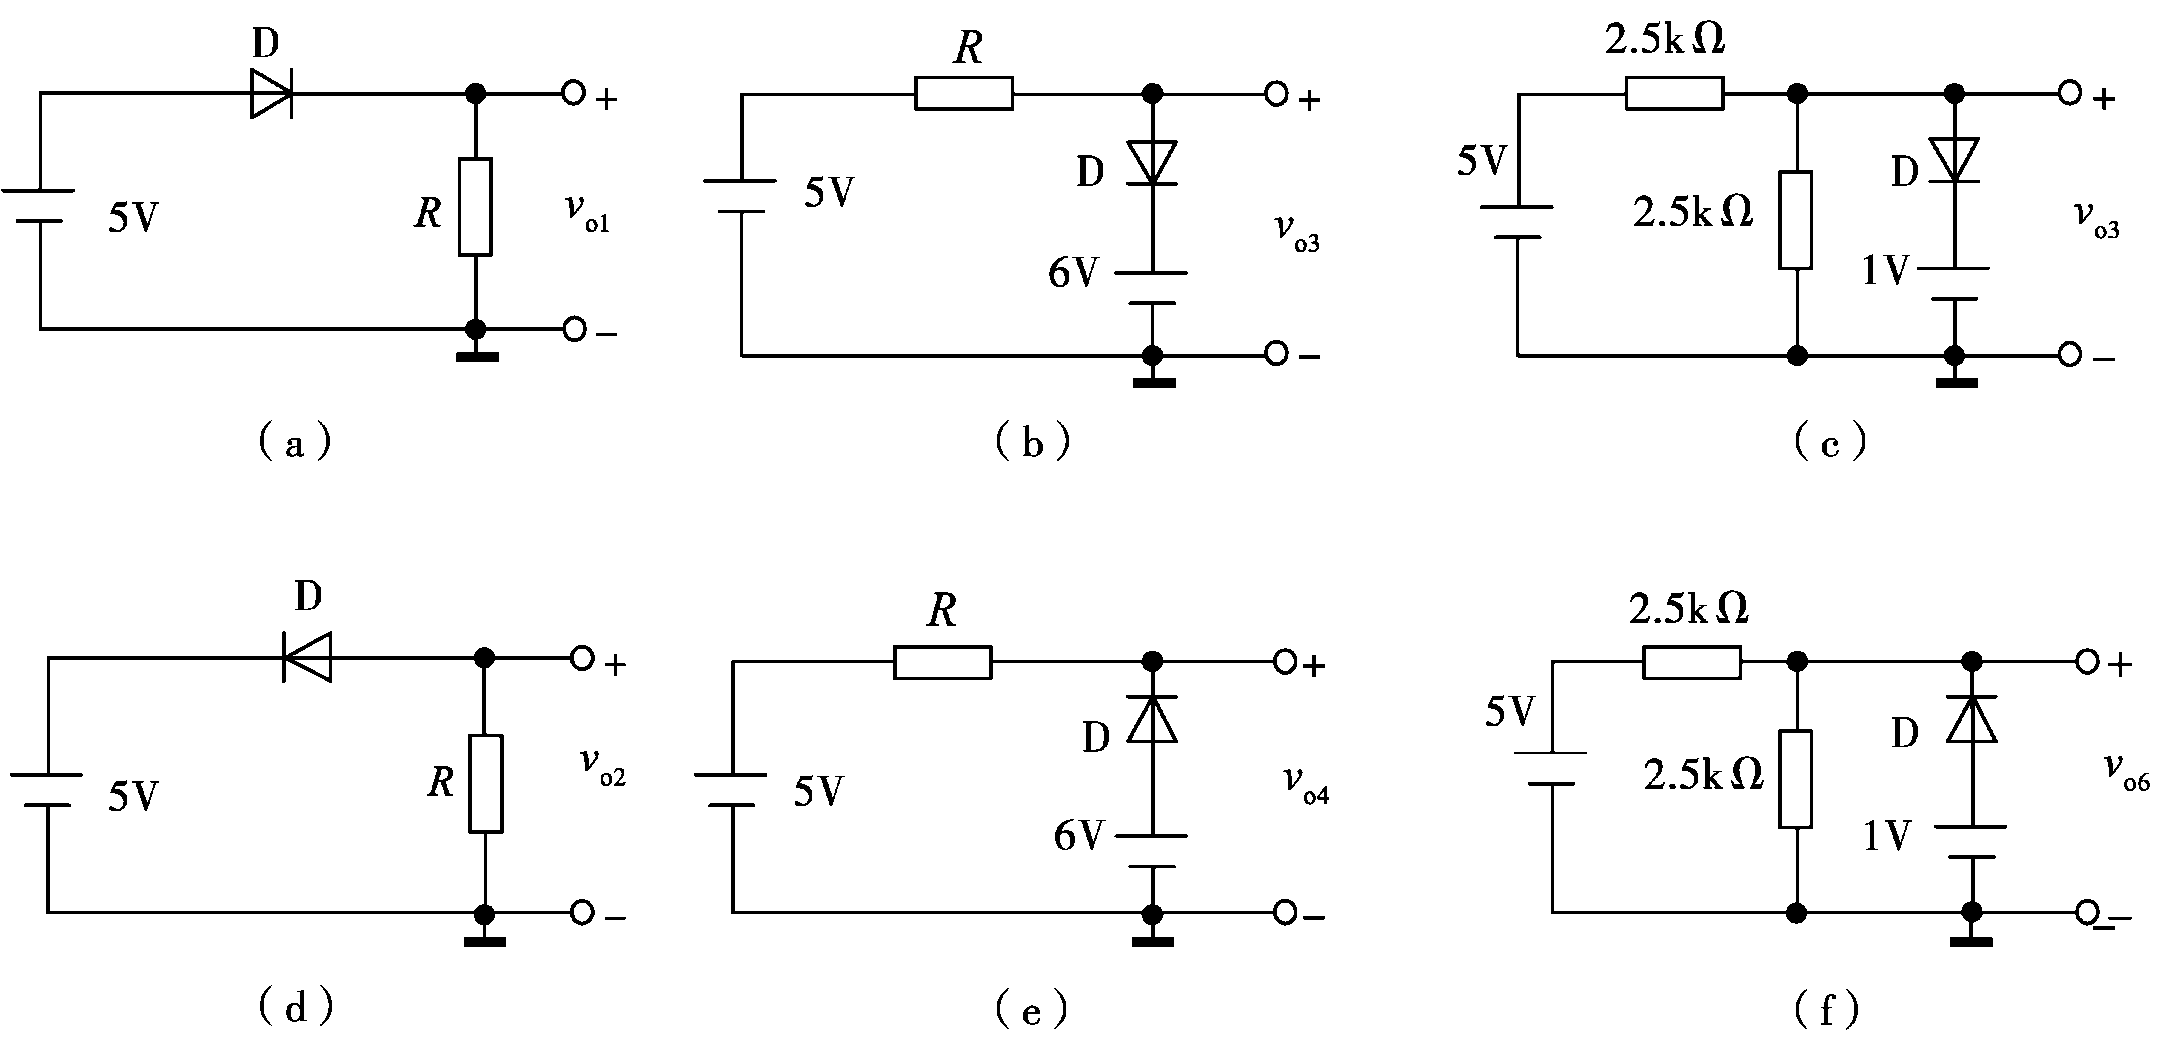 D
5V
R
v_o1
+
−
(a)
R
D
5V
6V
v_o3
+
−
(b)
2.5kΩ
5V
2.5kΩ
D
1V
v_o3
+
−
(c)
D
5V
R
v_o2
+
−
(d)
R
D
5V
6V
v_o4
+
−
(e)
2.5kΩ
5V
2.5kΩ
D
1V
v_o6
+
−
(f)